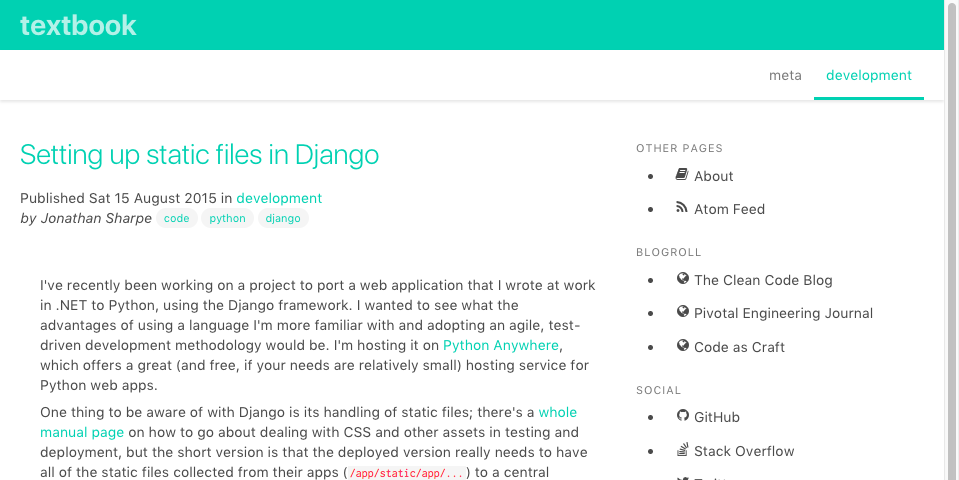 textbook
meta
development
Setting up static files in Django
Published Sat 15 August 2015 in development
by Jonathan Sharpe code python django
I've recently been working on a project to port a web application that I wrote at work
in .NET to Python, using the Django framework. I wanted to see what the
advantages of using a language I'm more familiar with and adopting an agile, test-
driven development methodology would be. I'm hosting it on Python Anywhere,
which offers a great (and free, if your needs are relatively small) hosting service for
Python web apps.
One thing to be aware of with Django is its handling of static files; there's a whole
manual page on how to go about dealing with CSS and other assets in testing and
deployment, but the short version is that the deployed version really needs to have
all of the static files collected from their apps (/app/static/app/...) to a central
OTHER PAGES
About
Atom Feed
BLOGROLL
The Clean Code Blog
Pivotal Engineering Journal
Code as Craft
SOCIAL
GitHub
Stack Overflow